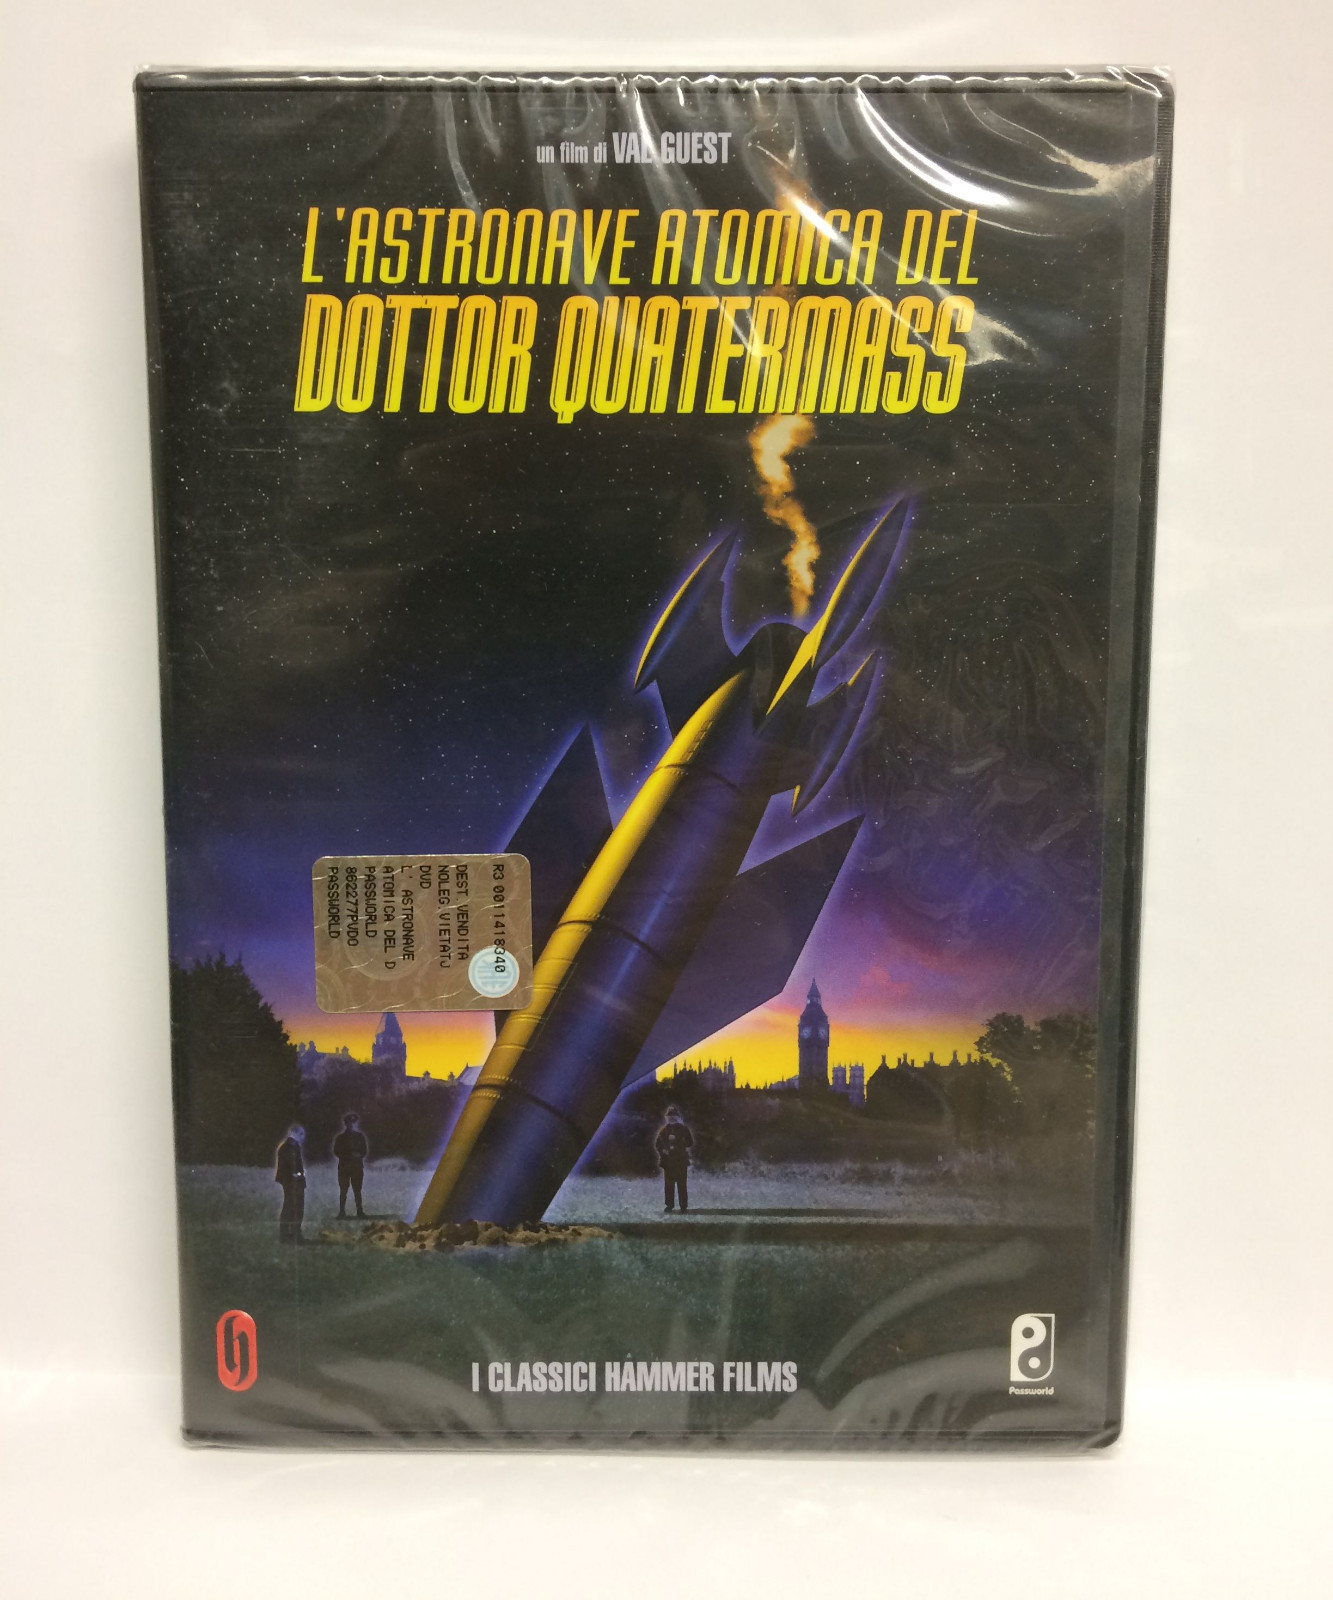 un film di VAL GUEST
L'ASTRONAVE ATOMICA DEL
DOTTOR QUATERMASS
R3 0011418340
DEST.VENDITA
NOLEG.VIETATO
DVD
L' ASTRONAVE
ATOMICA DEL D
PASSWORLD
862277PVDO
PASSWORLD
I CLASSICI HAMMER FILMS
Passworld